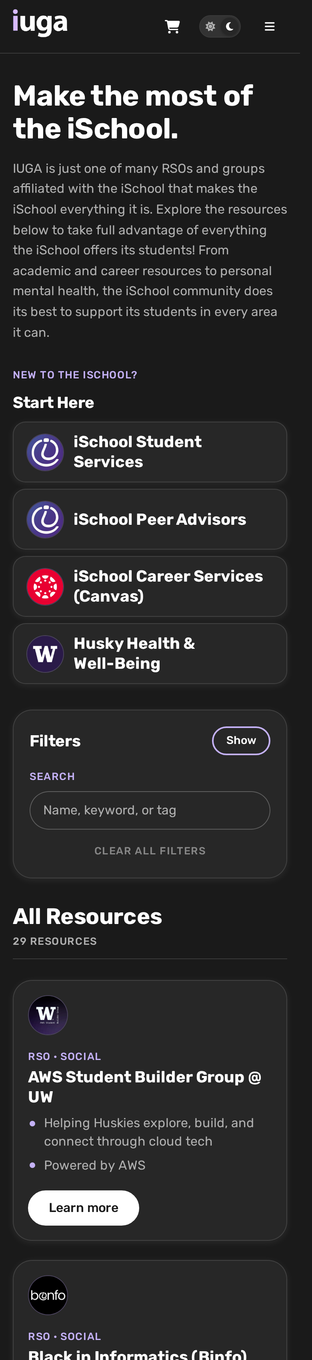 iuga
Make the most of
the iSchool.
IUGA is just one of many RSOs and groups
affiliated with the iSchool that makes the
iSchool everything it is. Explore the resources
below to take full advantage of everything
the iSchool offers its students! From
academic and career resources to personal
mental health, the iSchool community does
its best to support its students in every area
it can.
NEW TO THE ISCHOOL?
Start Here
iSchool Student
Services
iSchool Peer Advisors
iSchool Career Services
(Canvas)
W
Husky Health &
Well-Being
Filters
Show
SEARCH
Name, keyword, or tag
CLEAR ALL FILTERS
All Resources
29 RESOURCES
W
RSO • SOCIAL
AWS Student Builder Group @
UW
Helping Huskies explore, build, and
connect through cloud tech
Powered by AWS
Learn more
binfo
RSO • SOCIAL
Black in Informatics (Binfo)